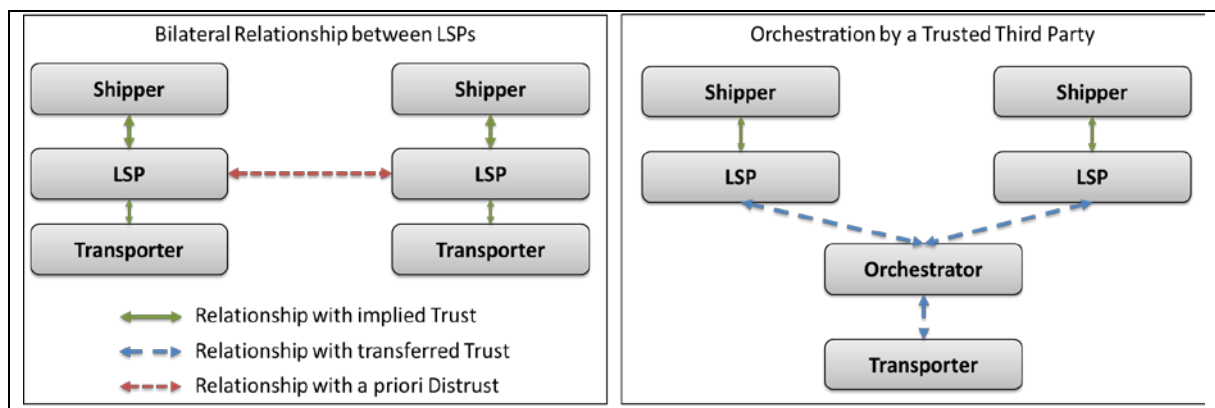 Bilateral Relationship between LSPs
Shipper
Shipper
LSP
LSP
Transporter
Transporter
Relationship with implied Trust
Relationship with transferred Trust
Relationship with a priori Distrust
Orchestration by a Trusted Third Party
Shipper
Shipper
LSP
LSP
Orchestrator
Transporter